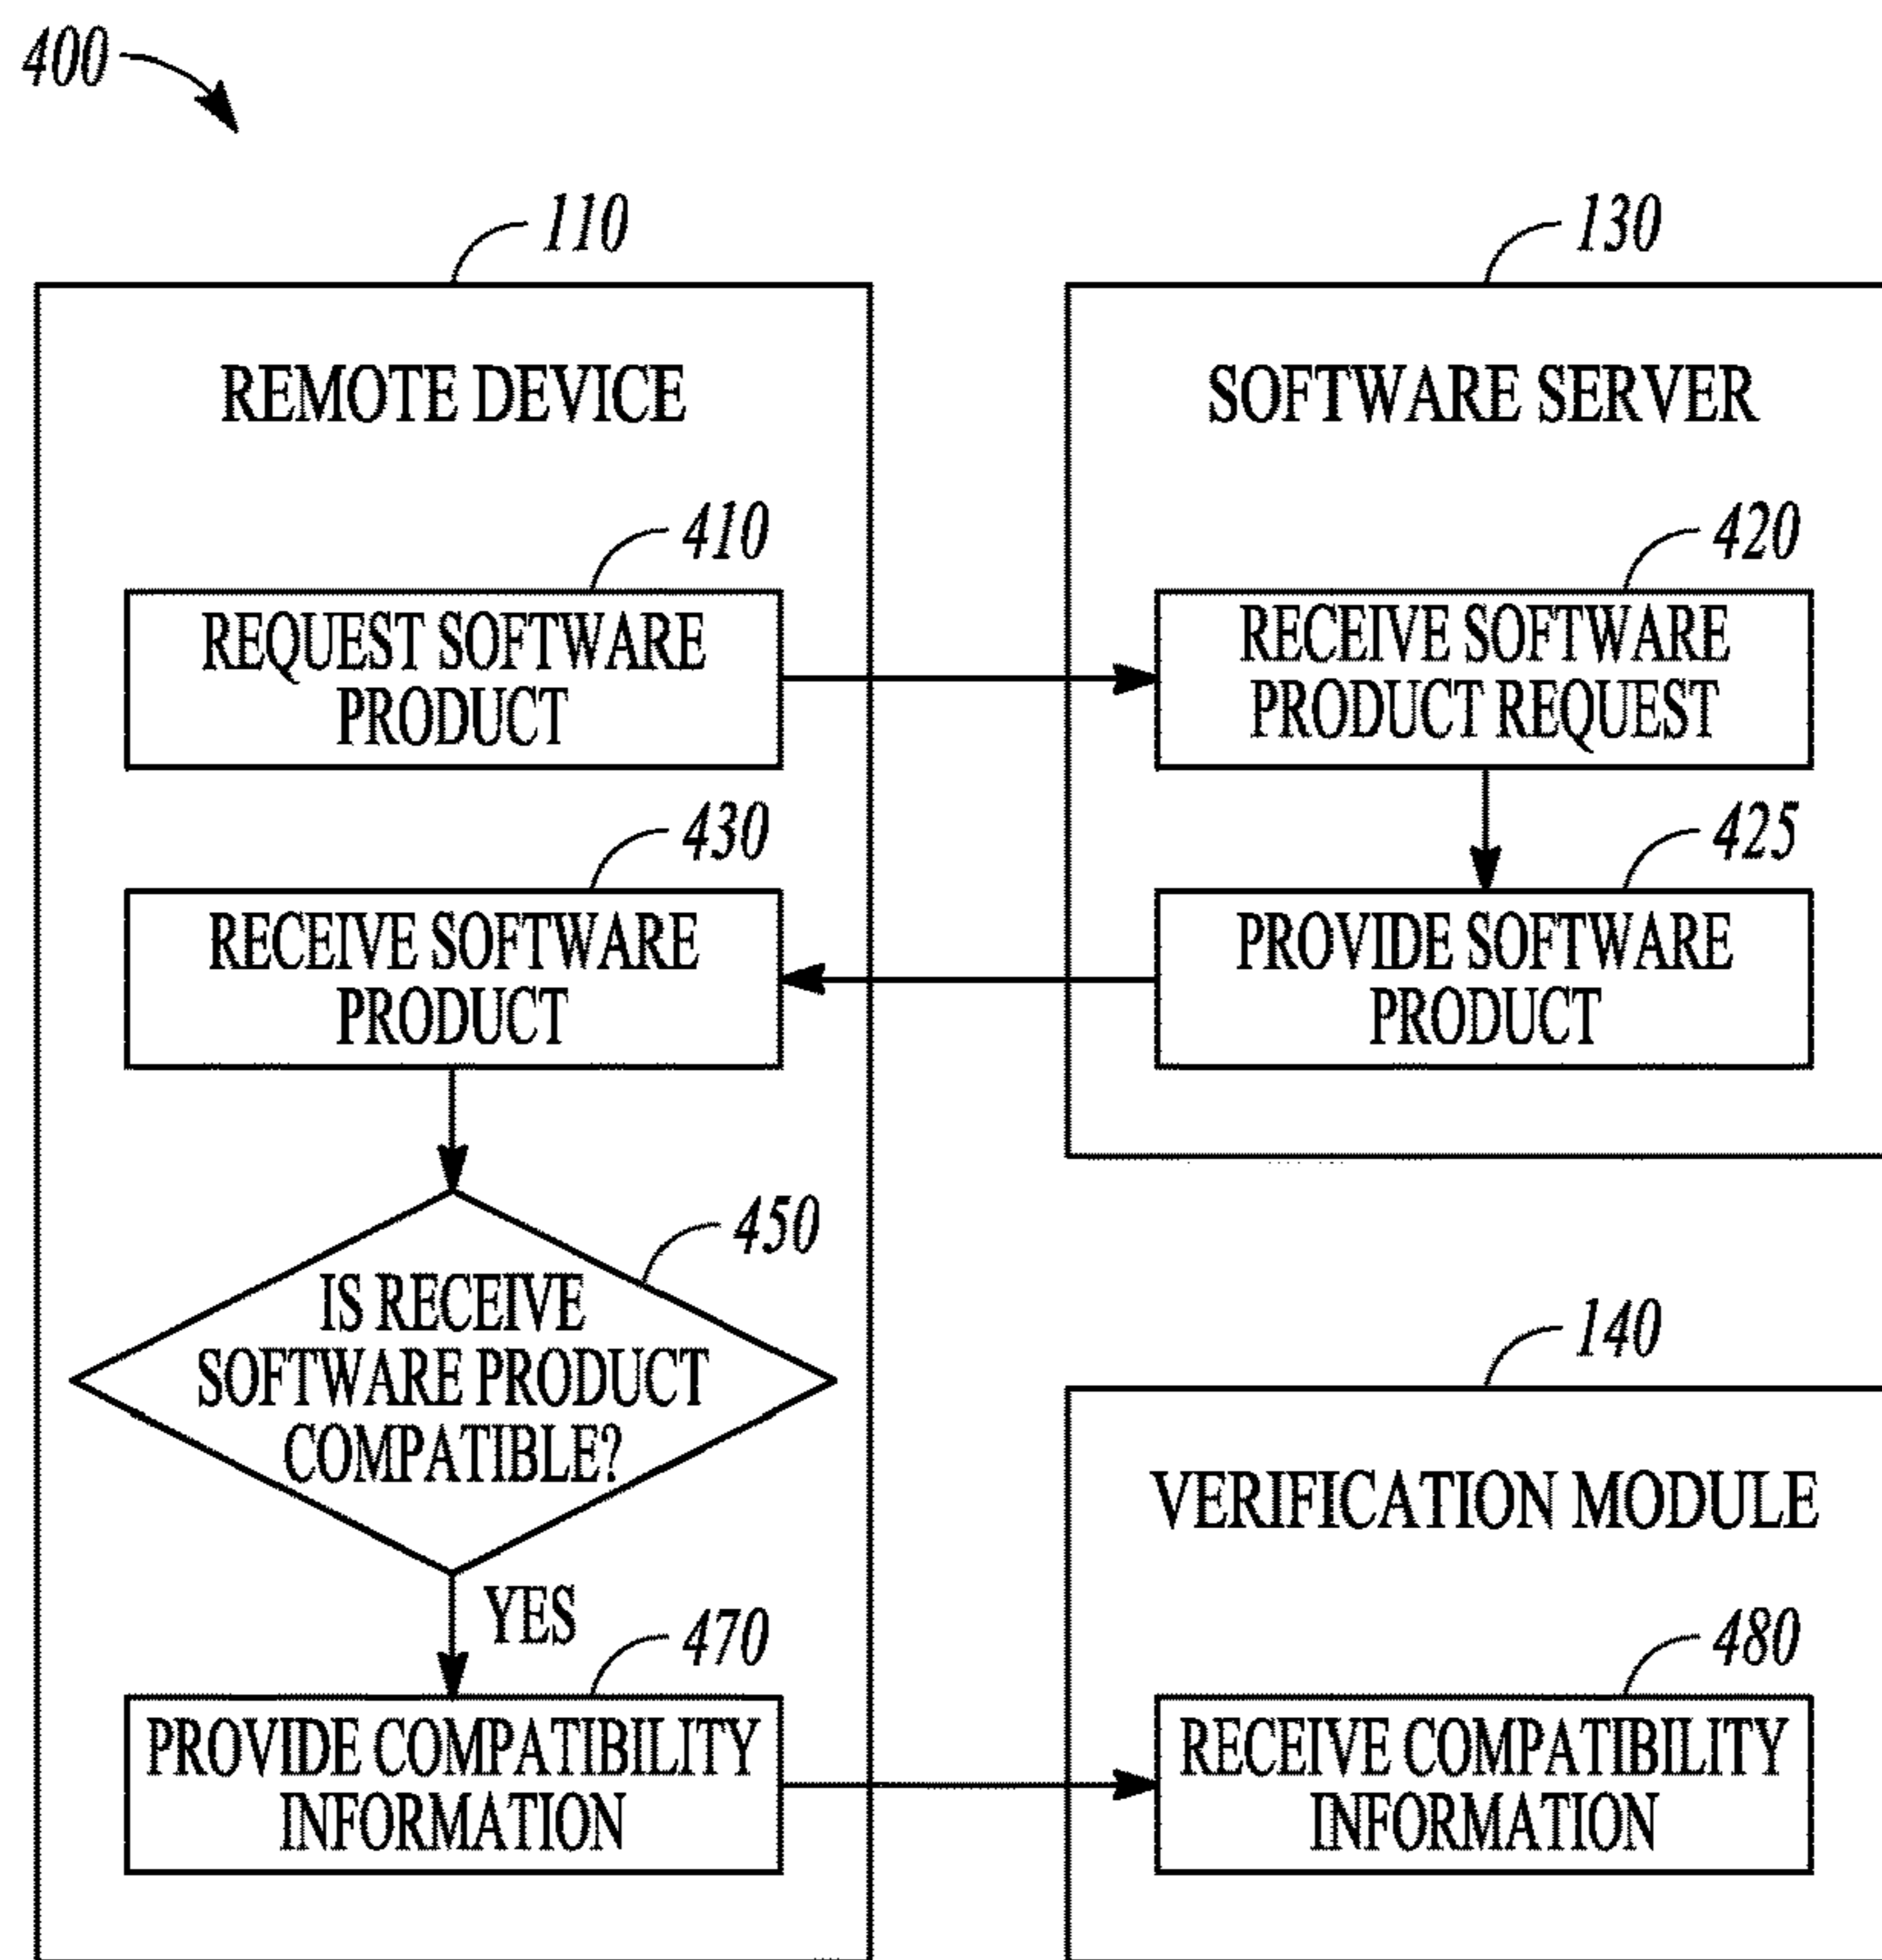 400
110
130
REMOTE DEVICE
SOFTWARE SERVER
410
420
REQUEST SOFTWARE
PRODUCT
RECEIVE SOFTWARE
PRODUCT REQUEST
430
425
RECEIVE SOFTWARE
PRODUCT
PROVIDE SOFTWARE
PRODUCT
450
IS RECEIVE
SOFTWARE PRODUCT
COMPATIBLE?
140
VERIFICATION MODULE
YES
470
480
PROVIDE COMPATIBILITY
INFORMATION
RECEIVE COMPATIBILITY
INFORMATION